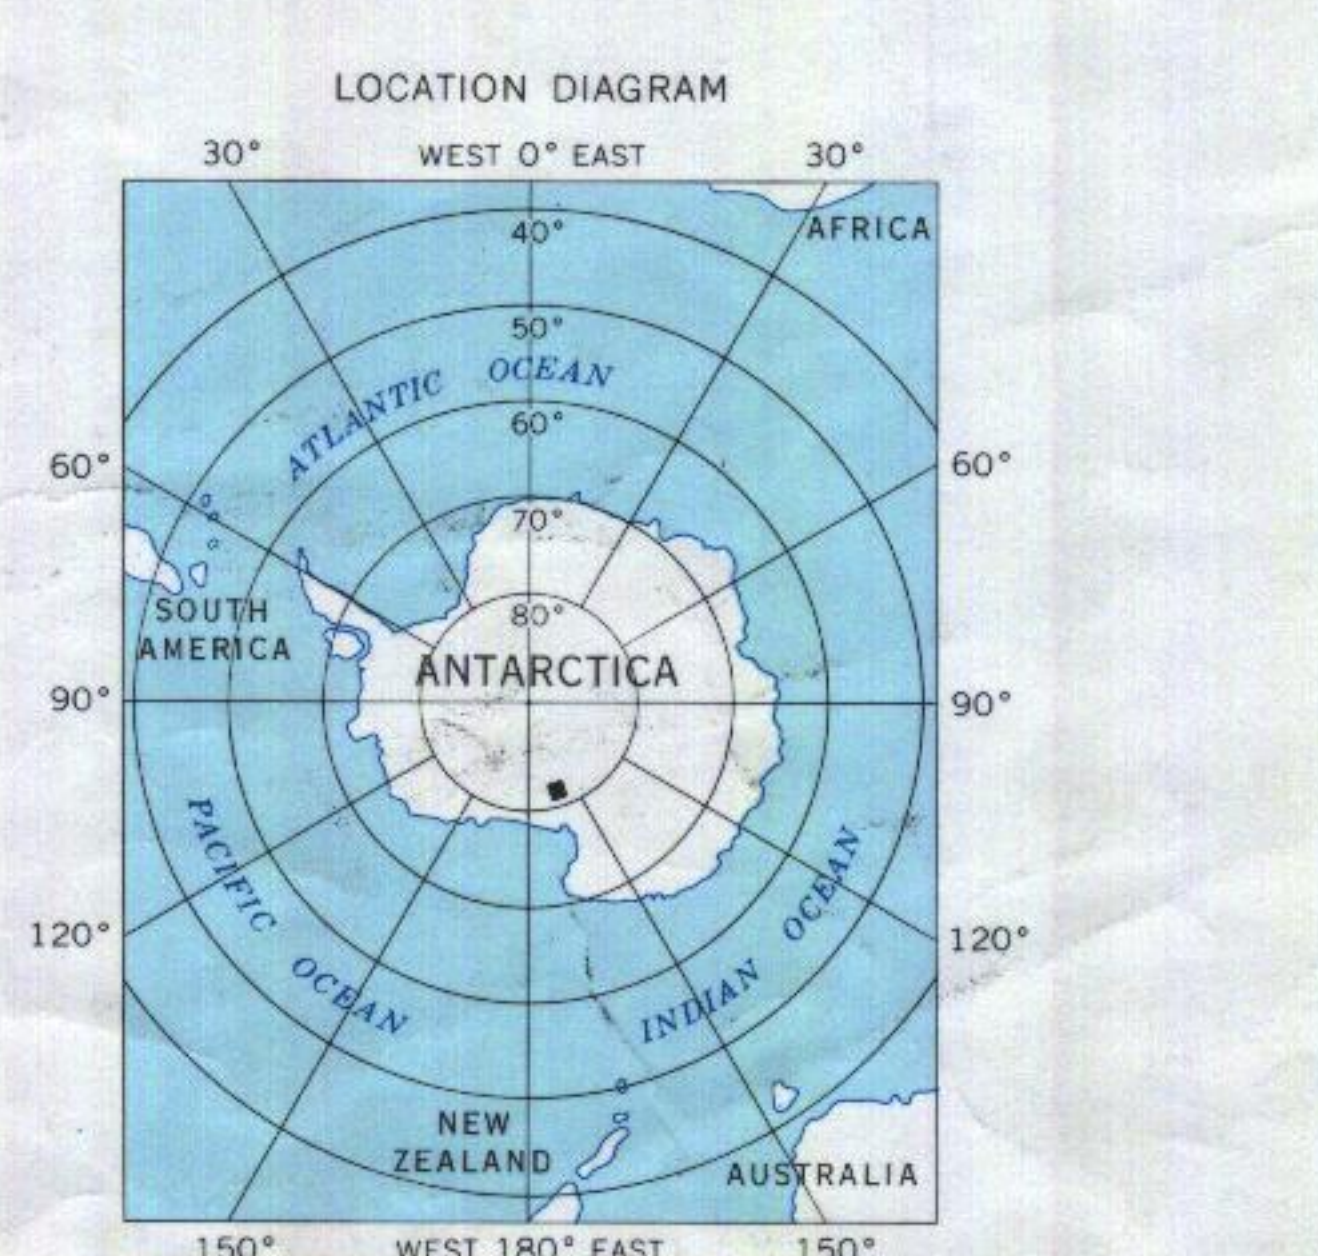 LOCATION DIAGRAM
30° WEST 0° EAST 30°
40°
AFRICA
50°
ATLANTIC OCEAN
60°
60° 60°
70°
80°
SOUTH
AMERICA
ANTARCTICA
90° 90°
PACIFIC OCEAN
INDIAN OCEAN
120° 120°
NEW
ZEALAND
AUSTRALIA
150° WEST 180° EAST 150°